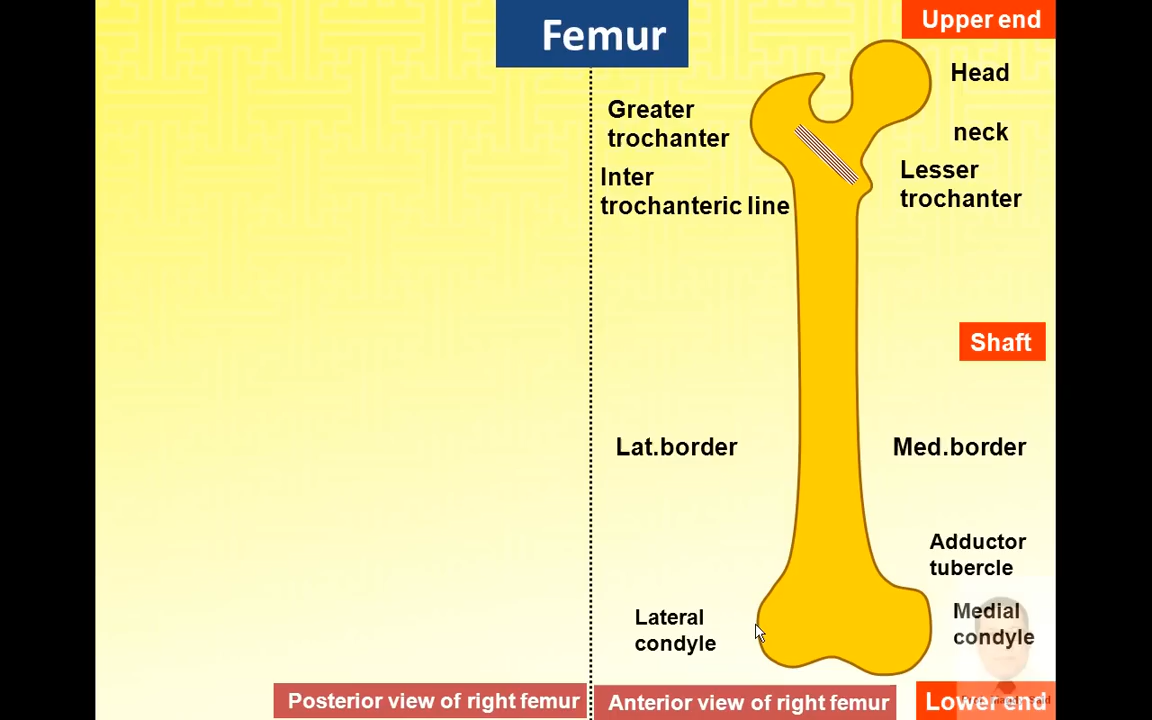 Femur
Upper end
Head
Greater
trochanter
neck
Inter
trochanteric line
Lesser
trochanter
Shaft
Lat.border
Med.border
Adductor
tubercle
Lateral
condyle
Medial
condyle
Posterior view of right femur
Anterior view of right femur
Lower end